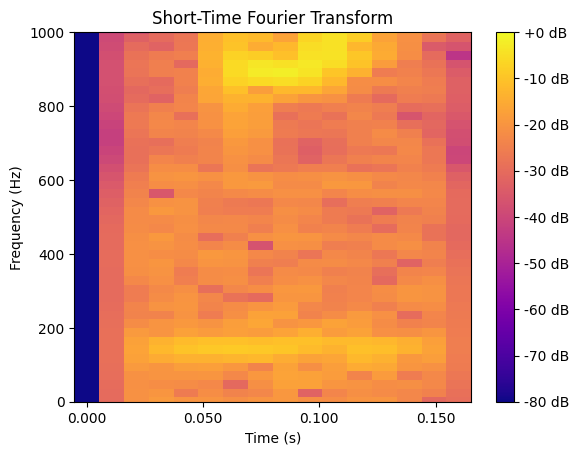 Short-Time Fourier Transform
1000
800
600
400
200
0
Frequency (Hz)
0.000
0.050
0.100
0.150
Time (s)
+0 dB
-10 dB
-20 dB
-30 dB
-40 dB
-50 dB
-60 dB
-70 dB
-80 dB